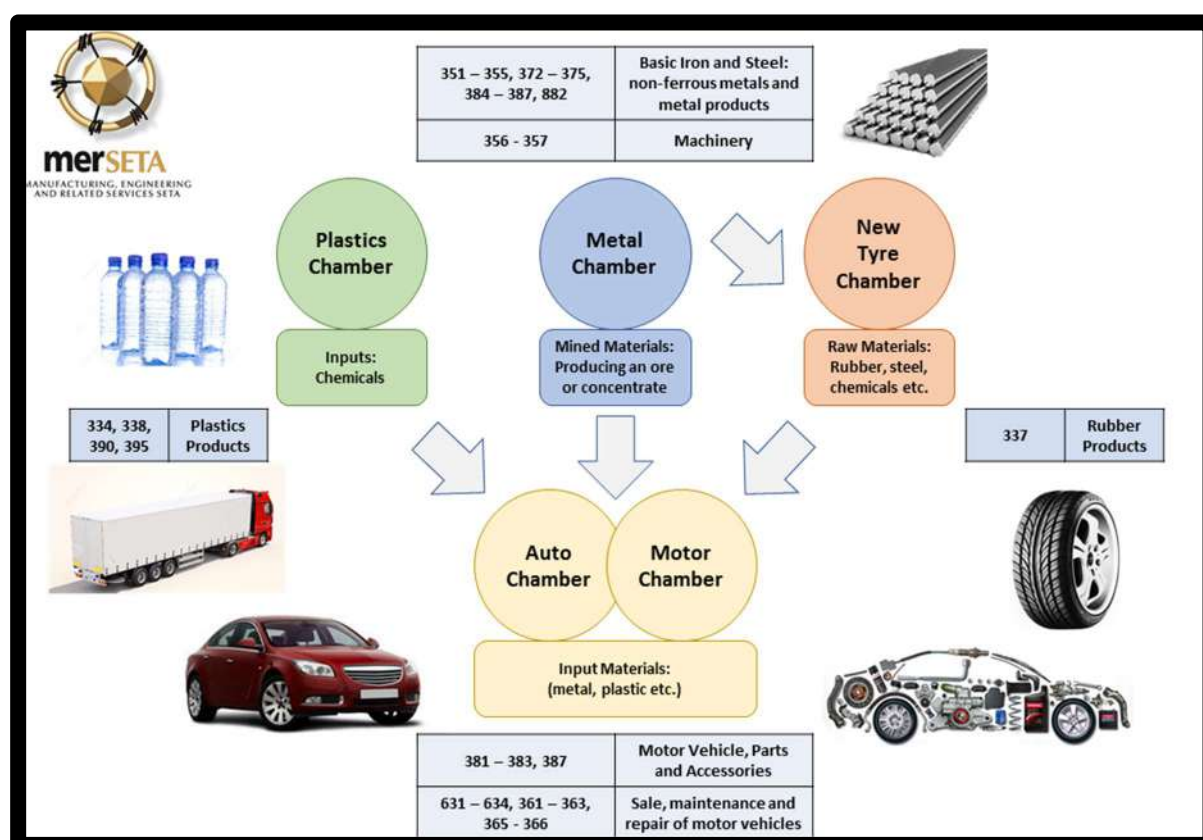 merSETA
MANUFACTURING, ENGINEERING
AND RELATED SERVICES SETA
351 – 355, 372 – 375,
384 – 387, 882
Basic Iron and Steel:
non-ferrous metals and
metal products
356 - 357
Machinery
Plastics
Chamber
Metal
Chamber
New
Tyre
Chamber
Inputs:
Chemicals
Mined Materials:
Producing an ore
or concentrate
Raw Materials:
Rubber, steel,
chemicals etc.
334, 338,
390, 395
Plastics
Products
337
Rubber
Products
Auto
Chamber
Motor
Chamber
Input Materials:
(metal, plastic etc.)
381 – 383, 387
Motor Vehicle, Parts
and Accessories
631 – 634, 361 – 363,
365 - 366
Sale, maintenance and
repair of motor vehicles